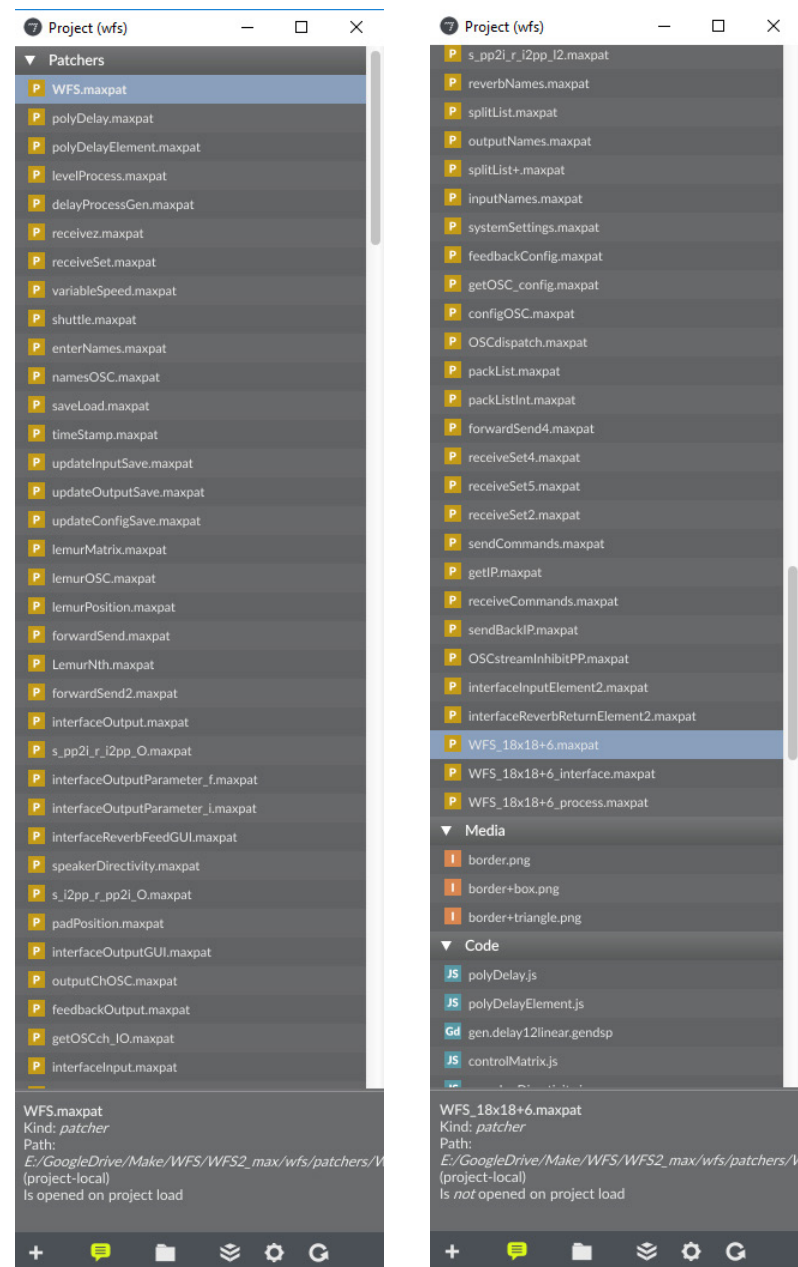 Project (wfs)
Patchers
P WFS.maxpat
P polyDelay.maxpat
P polyDelayElement.maxpat
P levelProcess.maxpat
P delayProcessGen.maxpat
P receivez.maxpat
P receiveSet.maxpat
P variableSpeed.maxpat
P shuttle.maxpat
P enterNames.maxpat
P namesOSC.maxpat
P saveLoad.maxpat
P timeStamp.maxpat
P updateInputSave.maxpat
P updateOutputSave.maxpat
P updateConfigSave.maxpat
P lemurMatrix.maxpat
P lemurOSC.maxpat
P lemurPosition.maxpat
P forwardSend.maxpat
P LemurNth.maxpat
P forwardSend2.maxpat
P interfaceOutput.maxpat
P s_pp2i_r_i2pp_O.maxpat
P interfaceOutputParameter_f.maxpat
P interfaceOutputParameter_i.maxpat
P interfaceReverbFeedGUI.maxpat
P speakerDirectivity.maxpat
P s_i2pp_r_pp2i_O.maxpat
P padPosition.maxpat
P interfaceOutputGUI.maxpat
P outputChOSC.maxpat
P feedbackOutput.maxpat
P getOSCch_IO.maxpat
P interfaceInput.maxpat
WFS.maxpat
Kind: patcher
Path:
E:/GoogleDrive/Make/WFS/WFS2_max/wfs/patchers/
(project-local)
Is opened on project load
Project (wfs)
P s_pp2i_r_i2pp_I2.maxpat
P reverbNames.maxpat
P splitList.maxpat
P outputNames.maxpat
P splitList+.maxpat
P inputNames.maxpat
P systemSettings.maxpat
P feedbackConfig.maxpat
P getOSC_config.maxpat
P configOSC.maxpat
P OSCdispatch.maxpat
P packList.maxpat
P packListInt.maxpat
P forwardSend4.maxpat
P receiveSet4.maxpat
P receiveSet5.maxpat
P receiveSet2.maxpat
P sendCommands.maxpat
P getIP.maxpat
P receiveCommands.maxpat
P sendBackIP.maxpat
P OSCstreamInhibitPP.maxpat
P interfaceInputElement2.maxpat
P interfaceReverbReturnElement2.maxpat
P WFS_18x18+6.maxpat
P WFS_18x18+6_interface.maxpat
P WFS_18x18+6_process.maxpat
Media
I border.png
I border+box.png
I border+triangle.png
Code
JS polyDelay.js
JS polyDelayElement.js
Gd gen.delay12linear.gendsp
JS controlMatrix.js
WFS_18x18+6.maxpat
Kind: patcher
Path:
E:/GoogleDrive/Make/WFS/WFS2_max/wfs/patchers/
(project-local)
Is not opened on project load